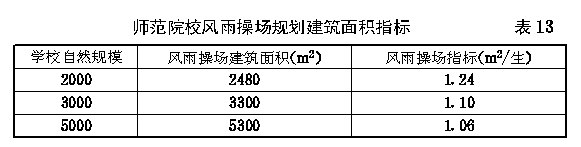 师范院校风雨操场规划建筑面积指标 表13
学校自然规模 风雨操场建筑面积(m²) 风雨操场指标(m²/生)
2000 2480 1.24
3000 3300 1.10
5000 5300 1.06